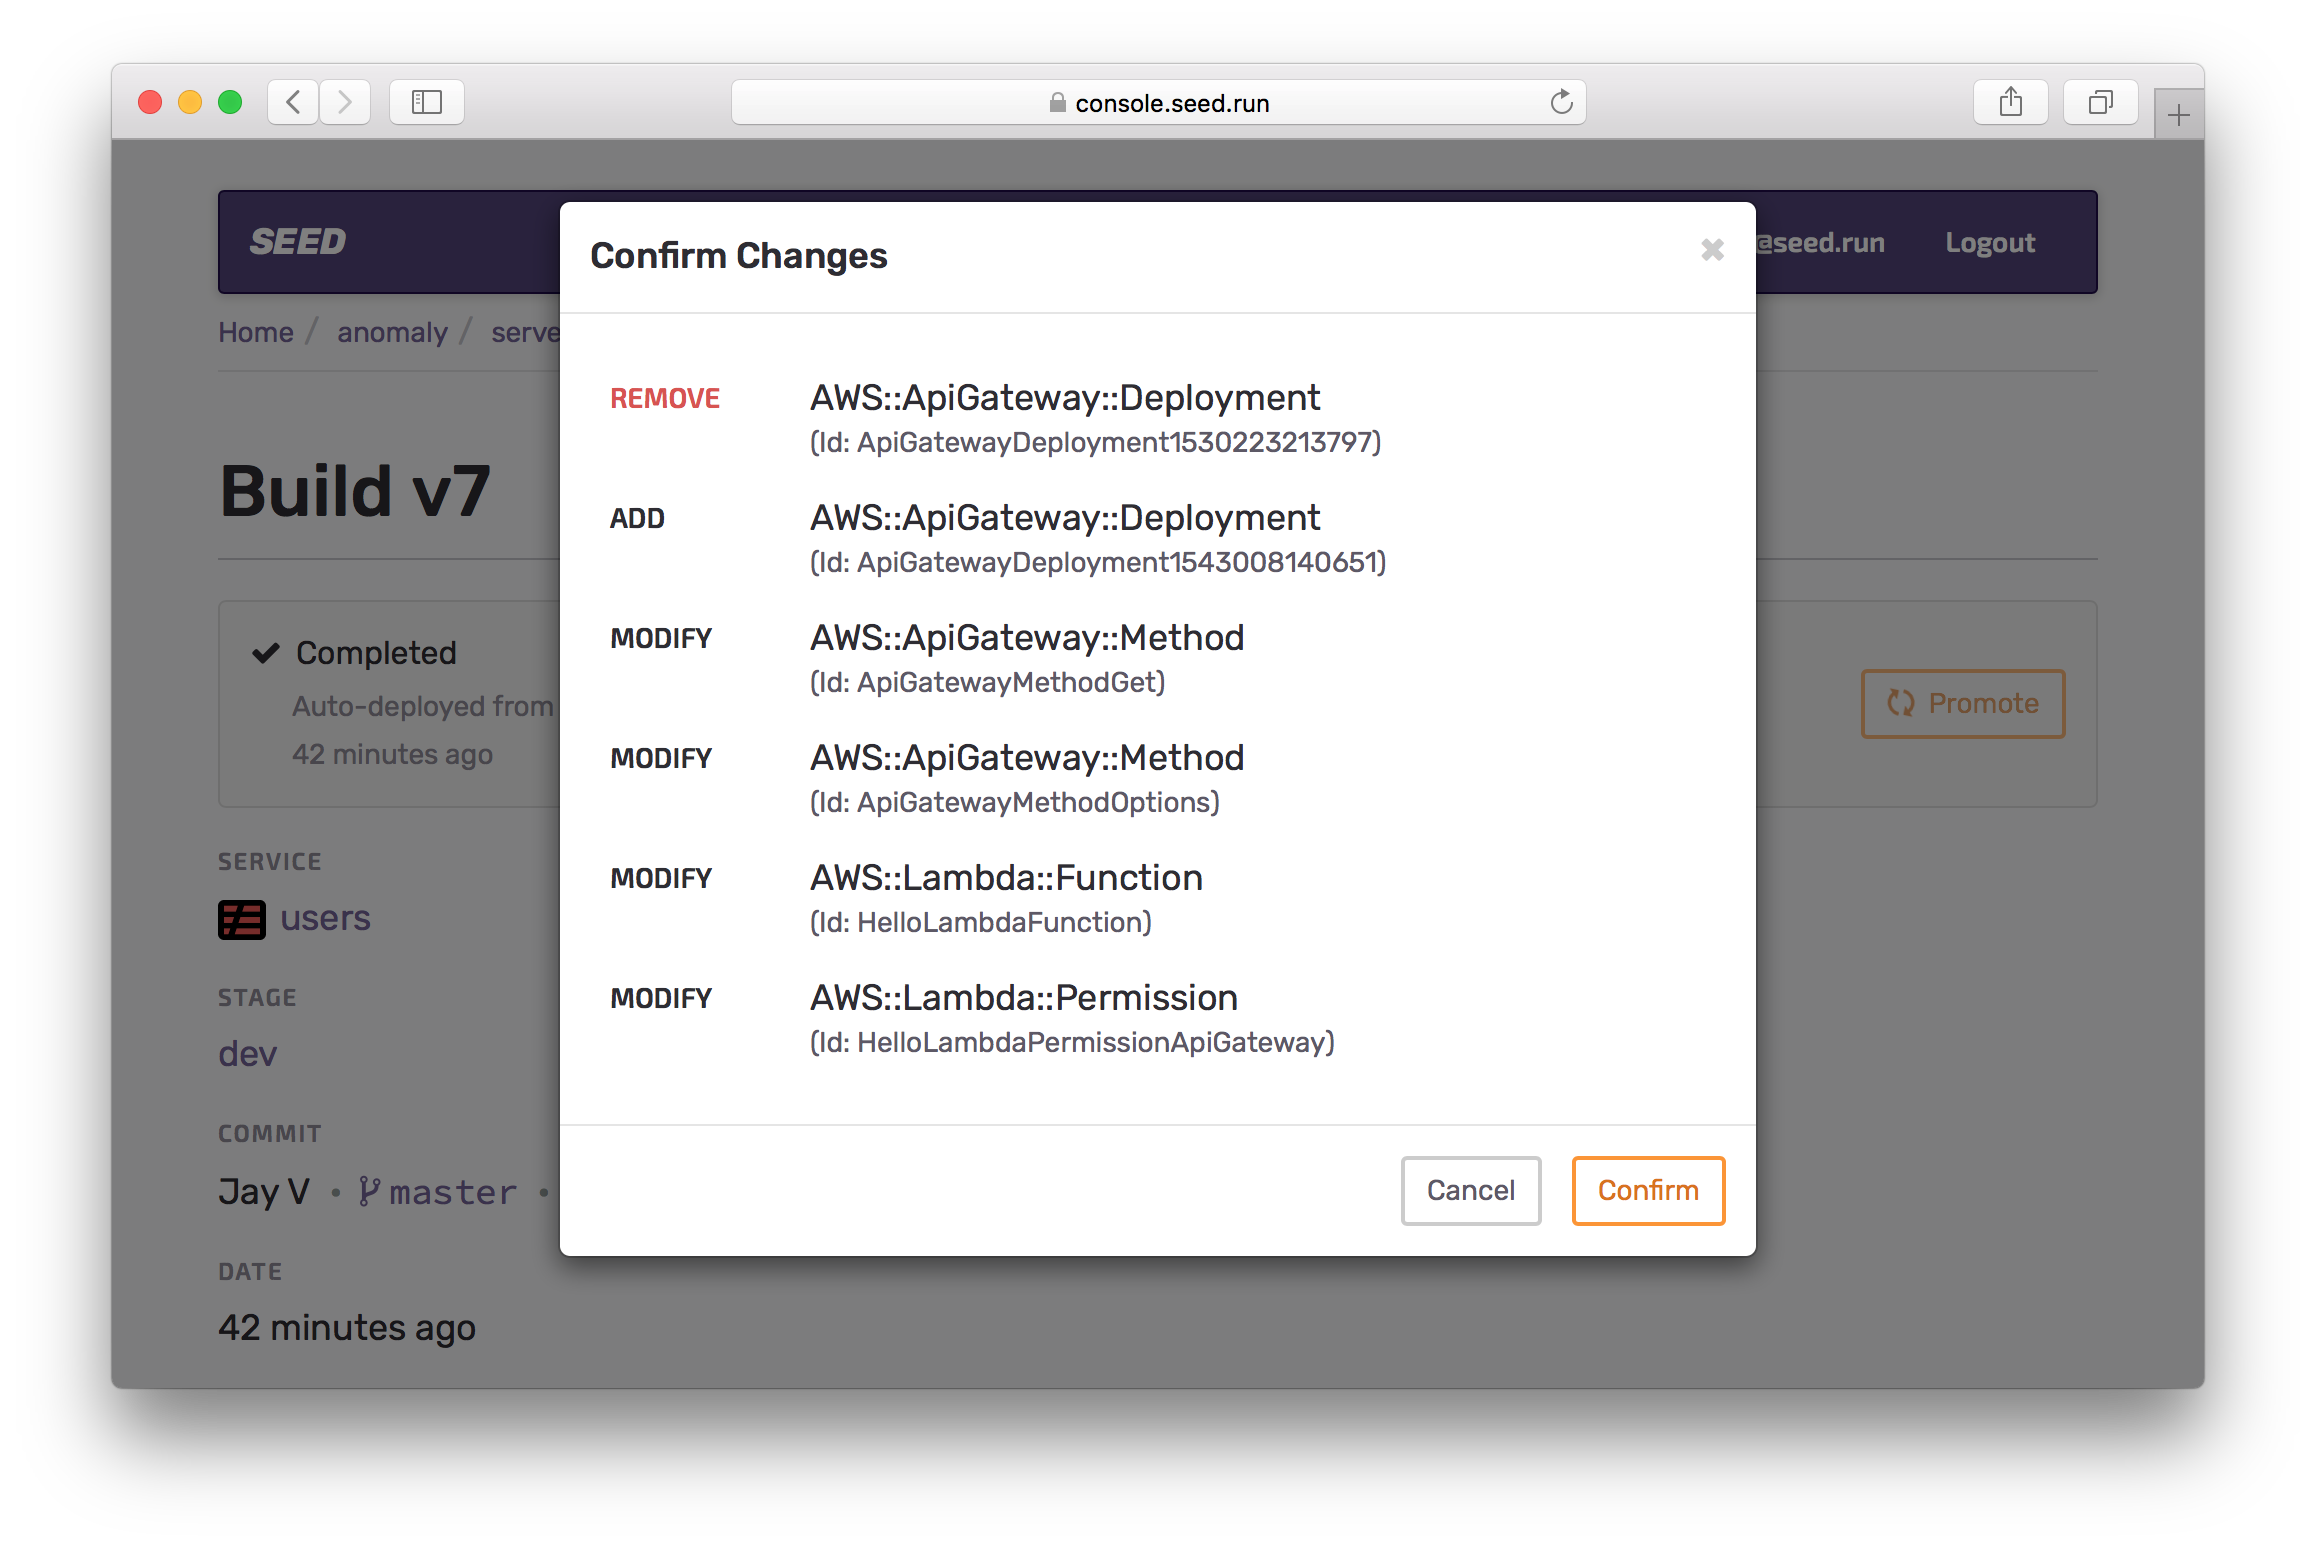 console.seed.run
SEED
@seed.run
Logout
Home / anomaly /
Build v7
Completed
Auto-deployed from
42 minutes ago
Promote
SERVICE
users
STAGE
dev
COMMIT
Jay V • master •
DATE
42 minutes ago
Confirm Changes
REMOVE AWS::ApiGateway::Deployment
(Id: ApiGatewayDeployment1530223213797)
ADD AWS::ApiGateway::Deployment
(Id: ApiGatewayDeployment1543008140651)
MODIFY AWS::ApiGateway::Method
(Id: ApiGatewayMethodGet)
MODIFY AWS::ApiGateway::Method
(Id: ApiGatewayMethodOptions)
MODIFY AWS::Lambda::Function
(Id: HelloLambdaFunction)
MODIFY AWS::Lambda::Permission
(Id: HelloLambdaPermissionApiGateway)
Cancel
Confirm